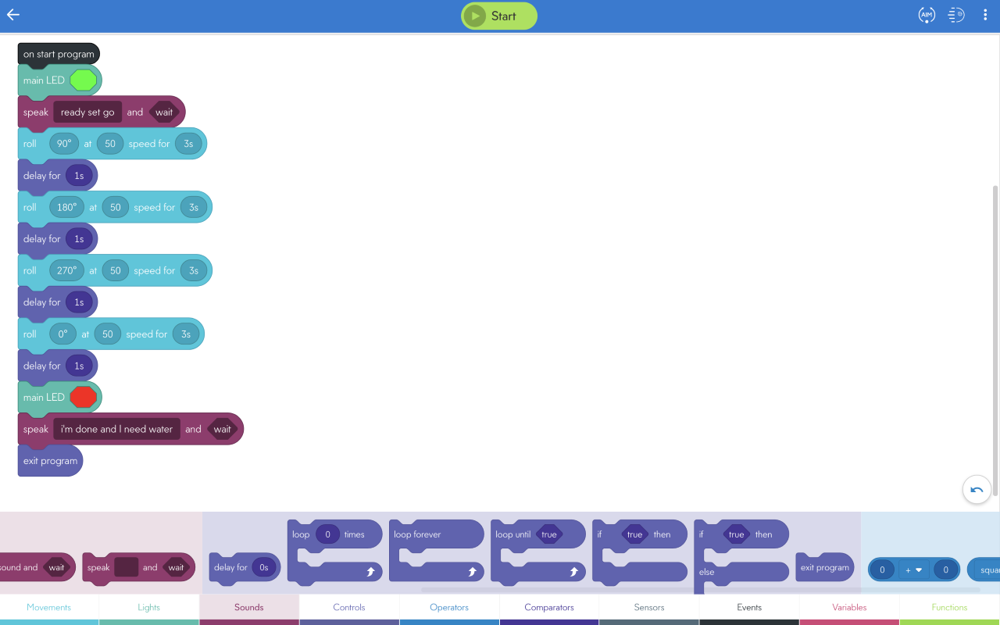 Start
AIM
on start program
main LED
speak ready set go and wait
roll 90° at 50 speed for 3s
delay for 1s
roll 180° at 50 speed for 3s
delay for 1s
roll 270° at 50 speed for 3s
delay for 1s
roll 0° at 50 speed for 3s
delay for 1s
main LED
speak i'm done and I need water and wait
exit program
loop 0 times
loop forever
loop until true
if true then
if true then
sound and wait
speak and wait
delay for 0s
else
exit program
0 + 0
squa
Movements Lights Sounds Controls Operators Comparators Sensors Events Variables Functions